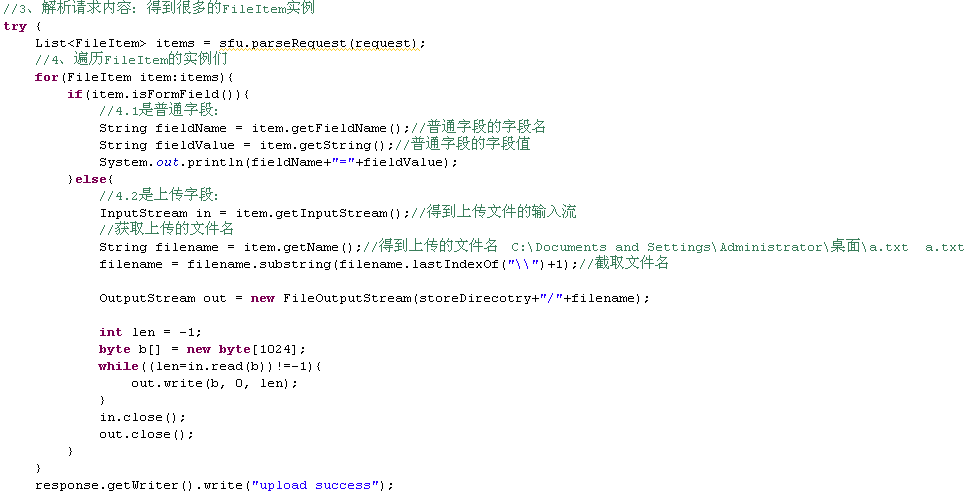 //3、解析请求内容：得到很多的FileItem实例
try {
    List<FileItem> items = sfu.parseRequest(request);
    //4、遍历FileItem的实例们
    for(FileItem item:items){
        if(item.isFormField()){
            //4.1是普通字段：
            String fieldName = item.getFieldName();//普通字段的字段名
            String fieldValue = item.getString();//普通字段的字段值
            System.out.println(fieldName+"="+fieldValue);
        }else{
            //4.2是上传字段：
            InputStream in = item.getInputStream();//得到上传文件的输入流
            //获取上传的文件名
            String filename = item.getName();//得到上传的文件名  C:\Documents and Settings\Administrator\桌面\a.txt  a.txt
            filename = filename.substring(filename.lastIndexOf("\\")+1);//截取文件名
            OutputStream out = new FileOutputStream(storeDirecotry+"/"+filename);
            int len = -1;
            byte b[] = new byte[1024];
            while((len=in.read(b))!=-1){
                out.write(b, 0, len);
            }
            in.close();
            out.close();
        }
    }
    response.getWriter().write("upload success");